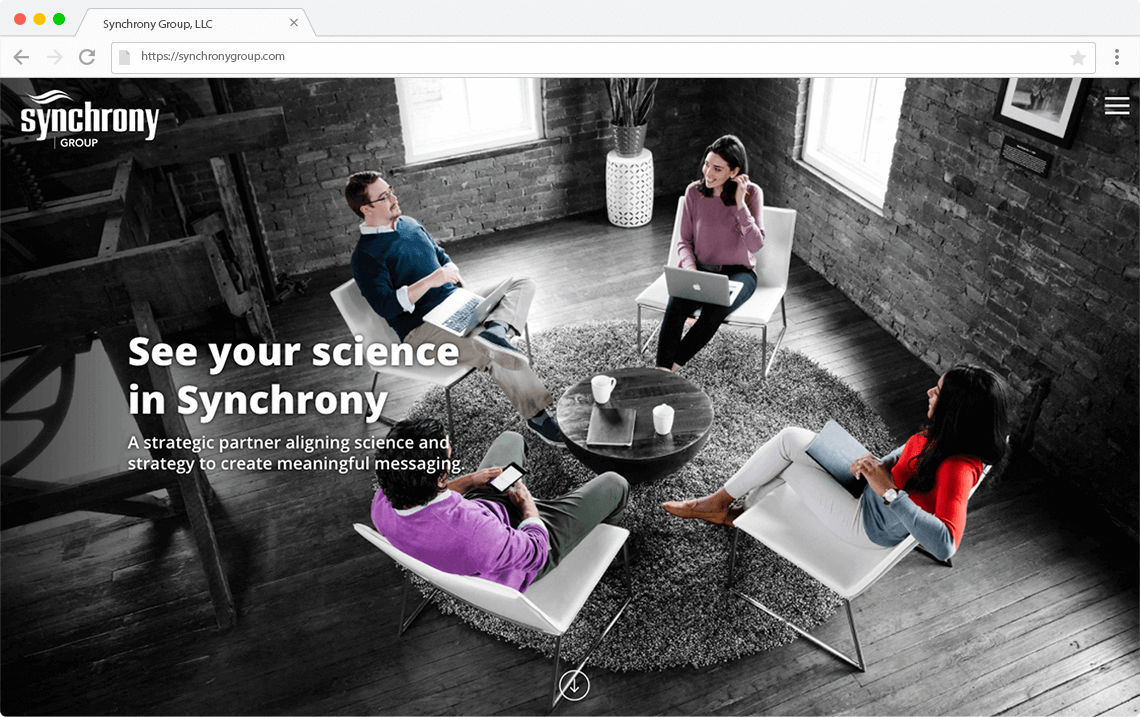 Synchrony Group, LLC
https://synchronygroup.com
synchrony
GROUP
See your science
in Synchrony
A strategic partner aligning science and
strategy to create meaningful messaging.